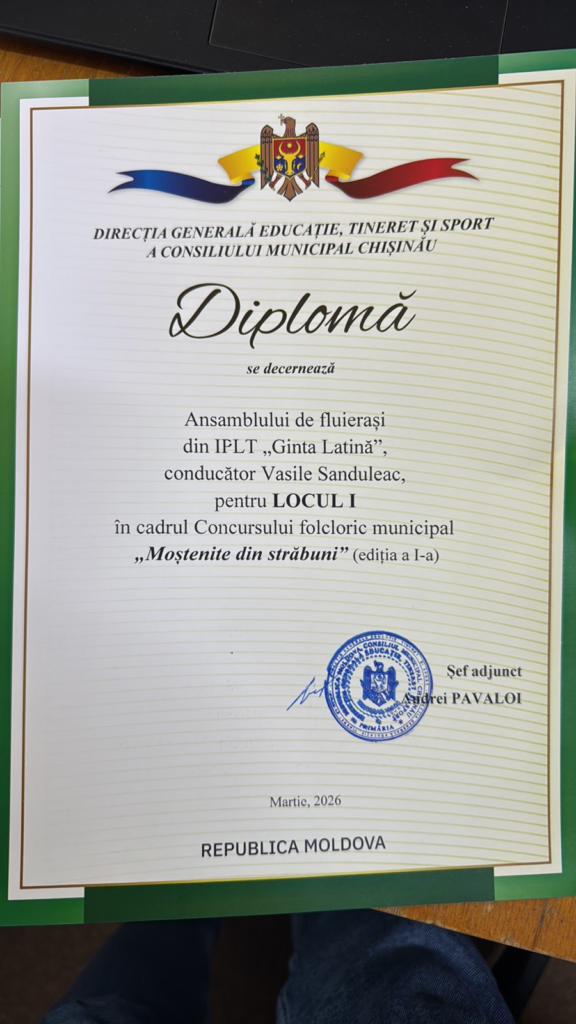 DIRECȚIA GENERALĂ EDUCAȚIE, TINERET ȘI SPORT
A CONSILIULUI MUNICIPAL CHIȘINĂU
Diplomă
se decernează
Ansamblului de fluierași
din IPLT „Ginta Latină”,
conducător Vasile Sanduleac,
pentru LOCUL I
în cadrul Concursului folcloric municipal
„Moștenite din străbuni” (ediția a I-a)
Șef adjunct
Andrei PAVALOI
Martie, 2026
REPUBLICA MOLDOVA